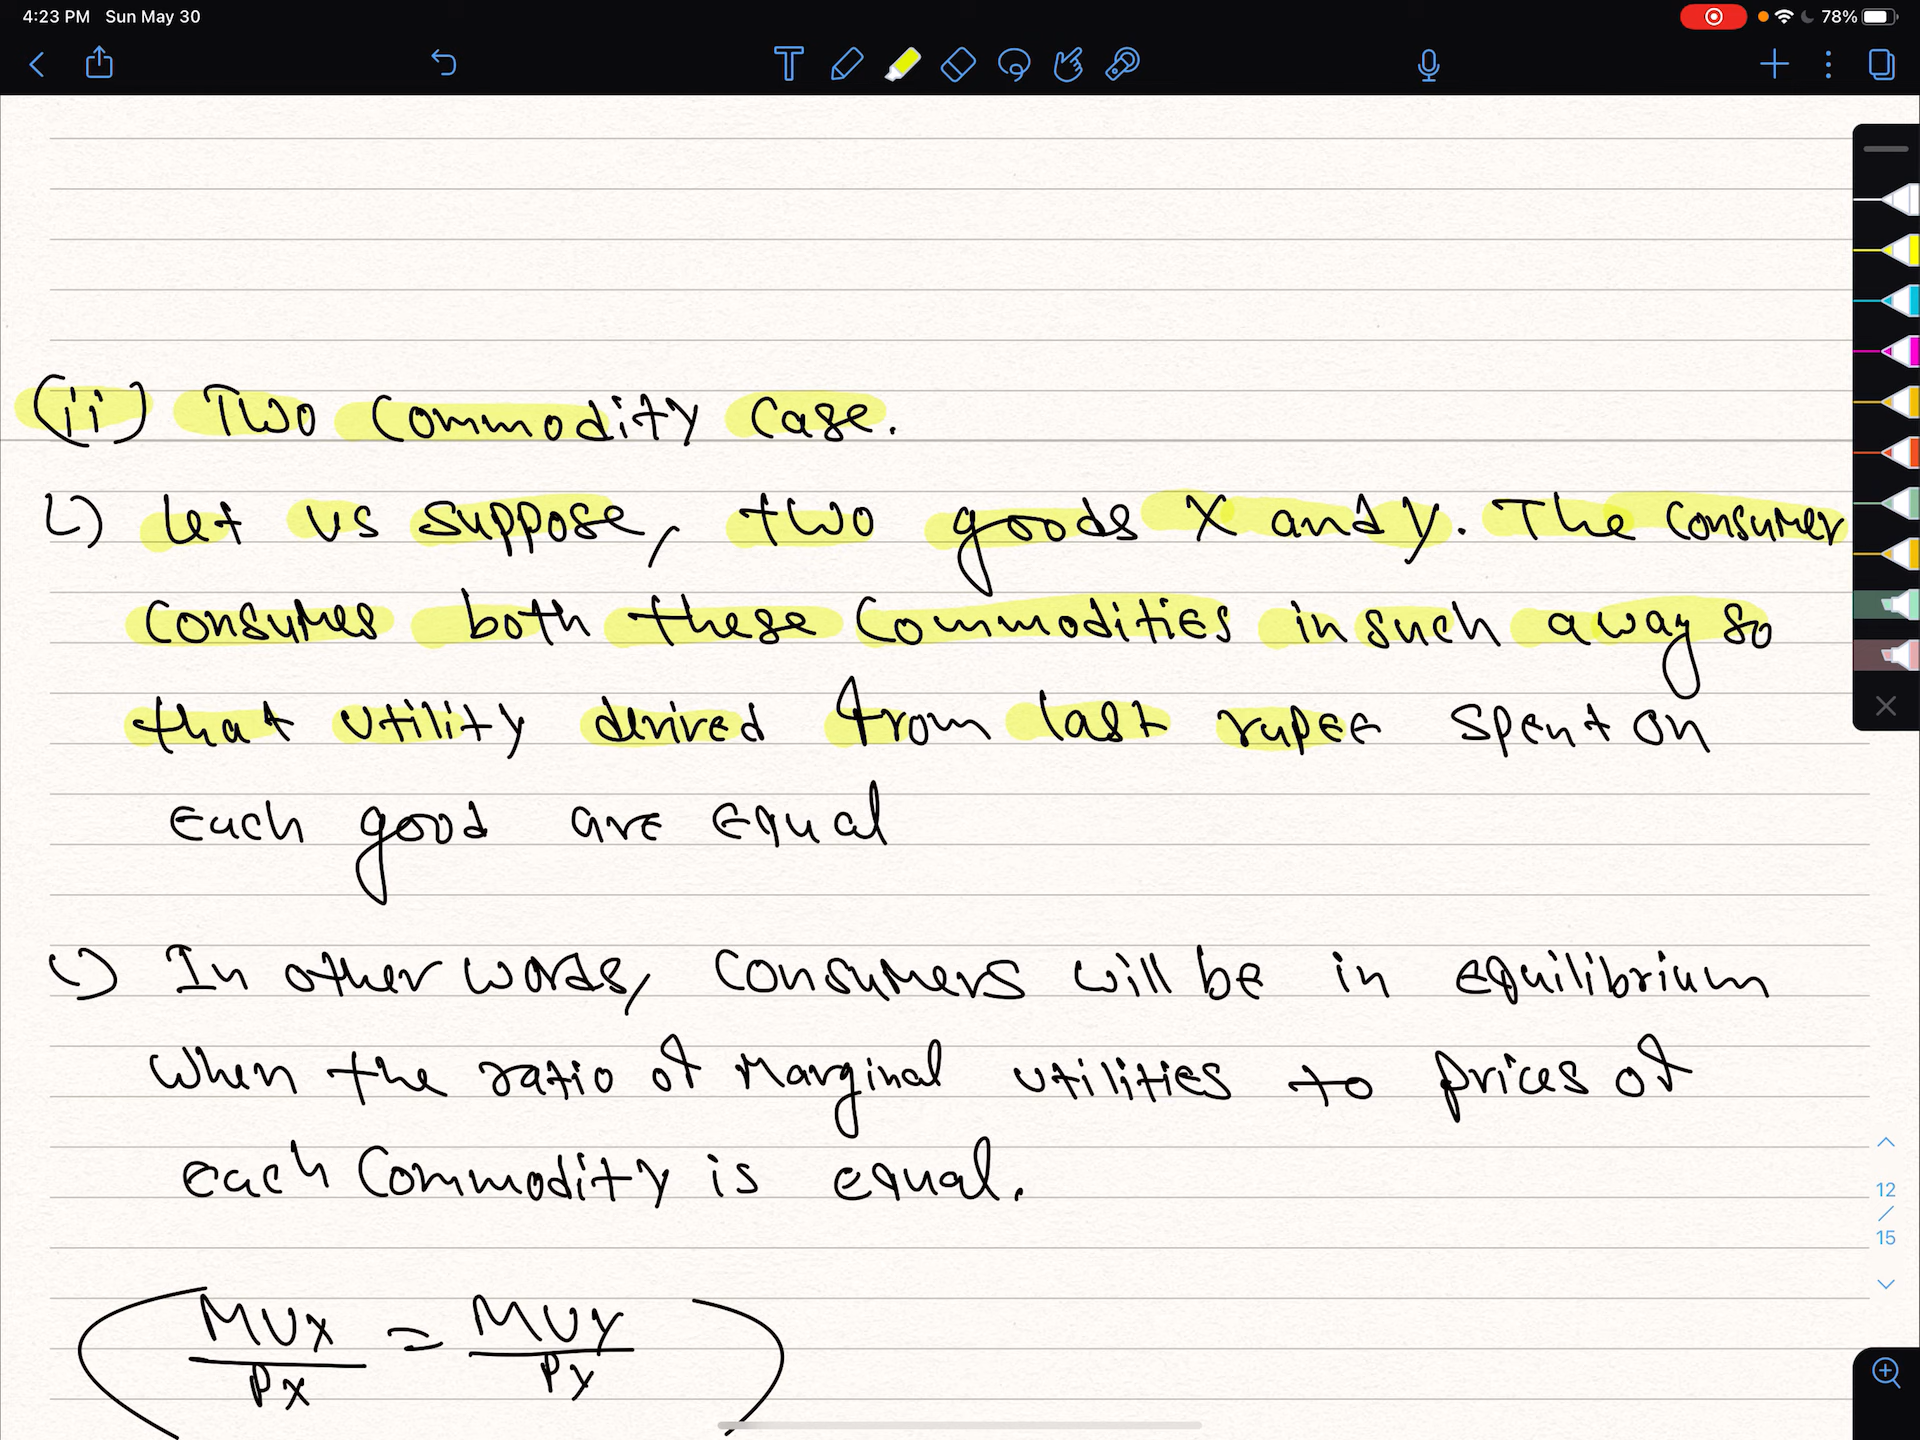 4:23 PM Sun May 30
78%
(ii) Two Commodity Case.
Let us suppose, two goods X and y. The Consumer
Consumes both these Commodities in such a way so
that utility derived from last rupee spent on
Each good are Equal
In other words, Consumers will be in Equilibrium
When the ratio of Marginal utilities to prices of
each Commodity is equal.
MUX = MUY
PX PY
12
/
15